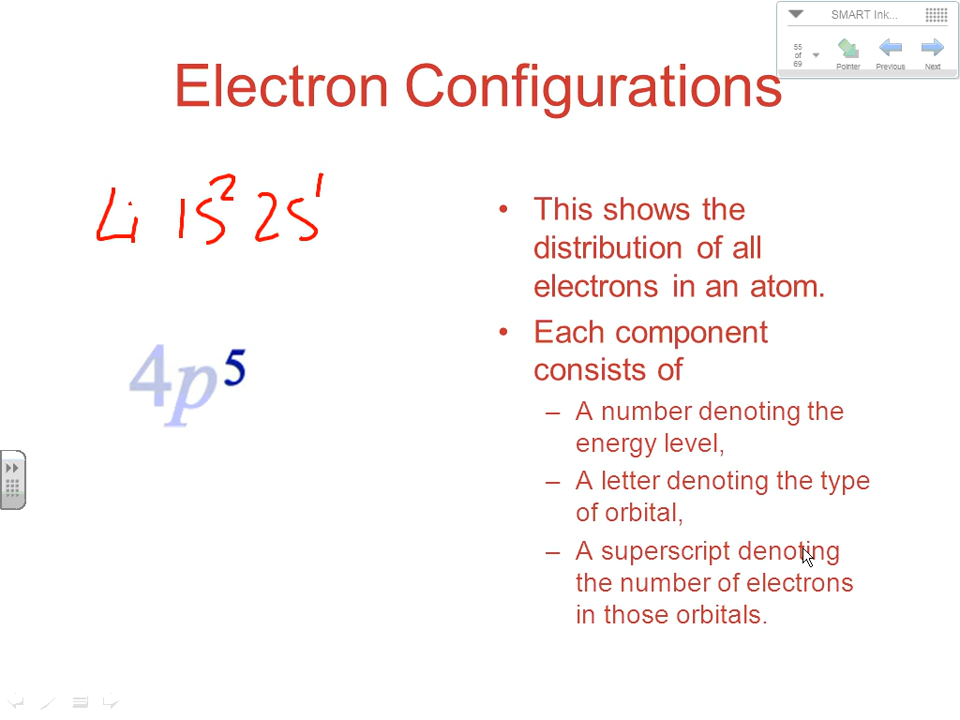 SMART Ink...
55
of
69
Pointer Previous Next
Electron Configurations
Li 1S² 2S¹
4p⁵
• This shows the
distribution of all
electrons in an atom.
• Each component
consists of
– A number denoting the
energy level,
– A letter denoting the type
of orbital,
– A superscript denoting
the number of electrons
in those orbitals.